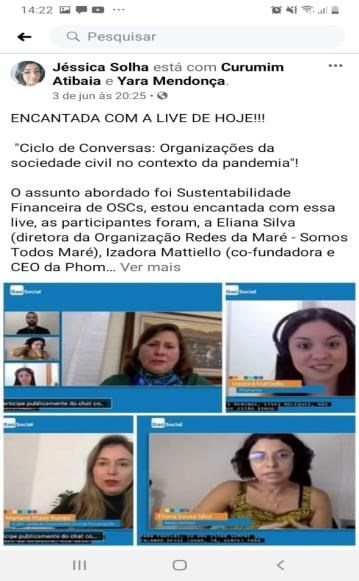 14:22
Pesquisar
Jéssica Solha está com Curumim
Atibaia e Yara Mendonça.
3 de jun às 20:25 •
ENCANTADA COM A LIVE DE HOJE!!!
"Ciclo de Conversas: Organizações da
sociedade civil no contexto da pandemia"!
O assunto abordado foi Sustentabilidade
Financeira de OSCs, estou encantada com essa
live, as participantes foram, a Eliana Silva
(diretora da Organização Redes da Maré - Somos
Todos Maré), Izadora Mattiello (co-fundadora e
CEO da Phom... Ver mais
Itaú Social
Itaú Social
articipe publicamente do chat co...
Izadora Mattiello
Itaú Social
Itaú Social
Mariane Maier Nunes
Eliana Sousa Silva
Redes da Maré
participe publicamente do chat co...